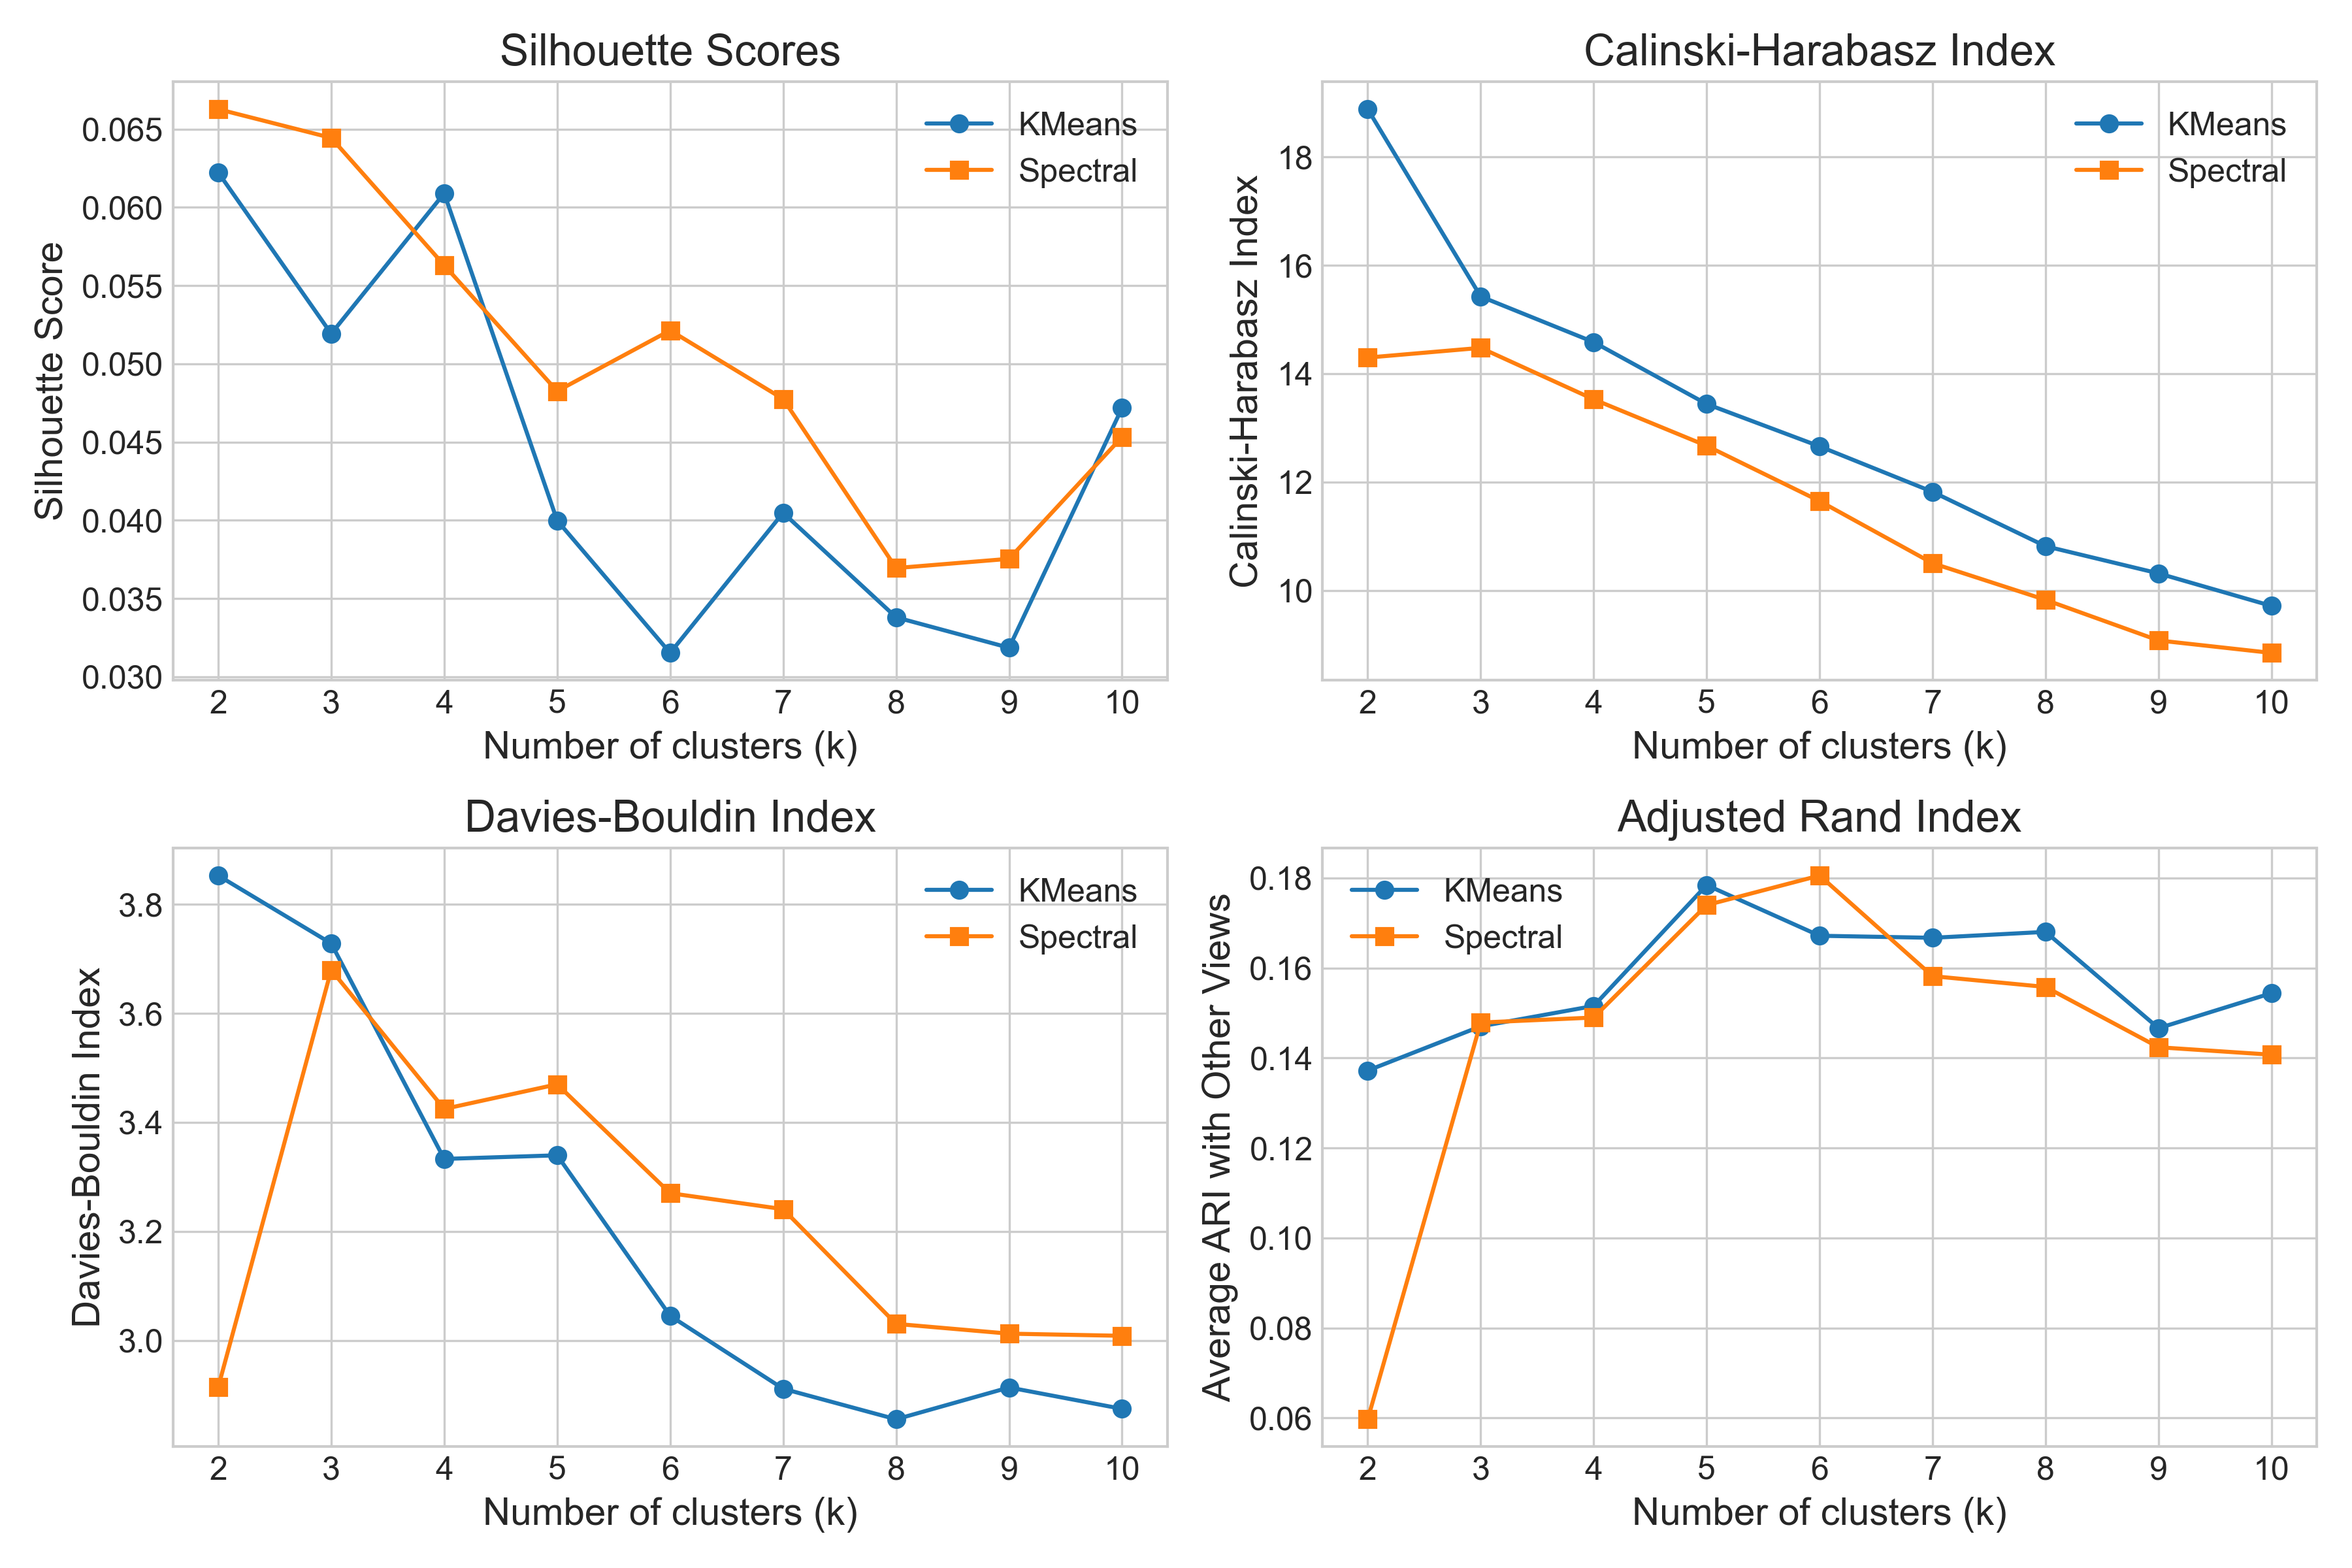 Silhouette Scores
Silhouette Score
0.065
0.060
0.055
0.050
0.045
0.040
0.035
0.030
KMeans
Spectral
2 3 4 5 6 7 8 9 10
Number of clusters (k)
Calinski-Harabasz Index
Calinski-Harabasz Index
18
16
14
12
10
KMeans
Spectral
2 3 4 5 6 7 8 9 10
Number of clusters (k)
Davies-Bouldin Index
Davies-Bouldin Index
3.8
3.6
3.4
3.2
3.0
KMeans
Spectral
2 3 4 5 6 7 8 9 10
Number of clusters (k)
Adjusted Rand Index
Average ARI with Other Views
0.18
0.16
0.14
0.12
0.10
0.08
0.06
KMeans
Spectral
2 3 4 5 6 7 8 9 10
Number of clusters (k)